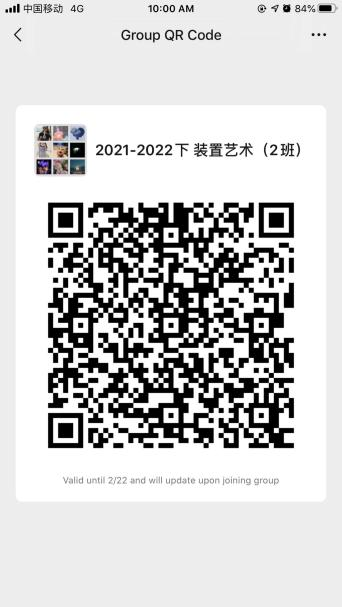 中国移动 4G 10:00 AM 84%
Group QR Code
2021-2022下 装置艺术（2班）
Valid until 2/22 and will update upon joining group